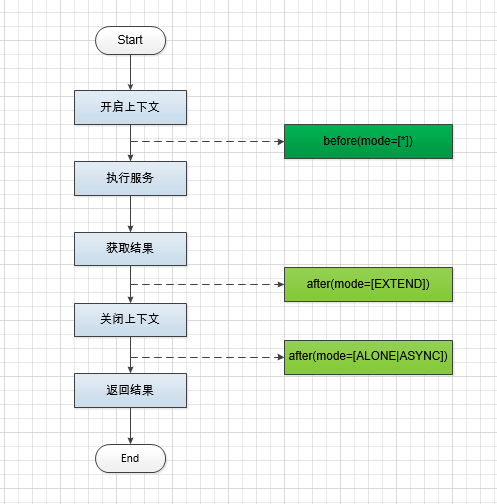 Start
开启上下文
before(mode=[*])
执行服务
获取结果
after(mode=[EXTEND])
关闭上下文
after(mode=[ALONE|ASYNC])
返回结果
End